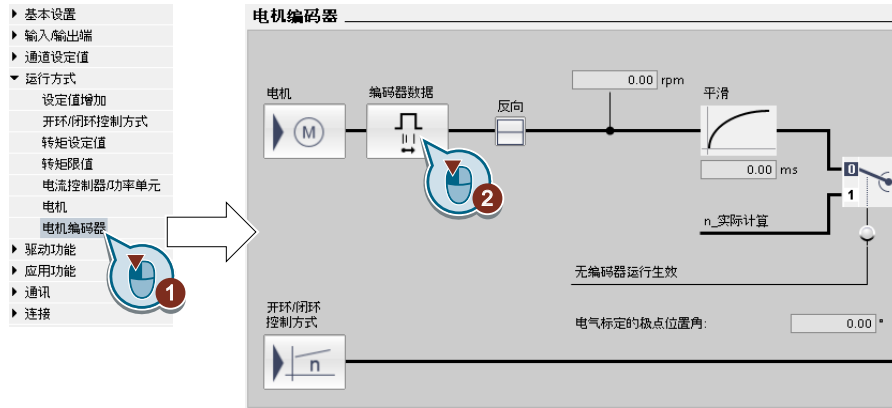 基本设置
输入/输出端
通道设定值
运行方式
设定值增加
开环/闭环控制方式
转矩设定值
转矩限值
电流控制器/功率单元
电机
电机编码器
驱动功能
应用功能
通讯
连接
1
电机编码器
电机
M
编码器数据
2
反向
0.00 rpm
平滑
0.00 ms
0
1
n_实际计算
无编码器运行生效
开环/闭环
控制方式
n
电气标定的极点位置角:
0.00 °